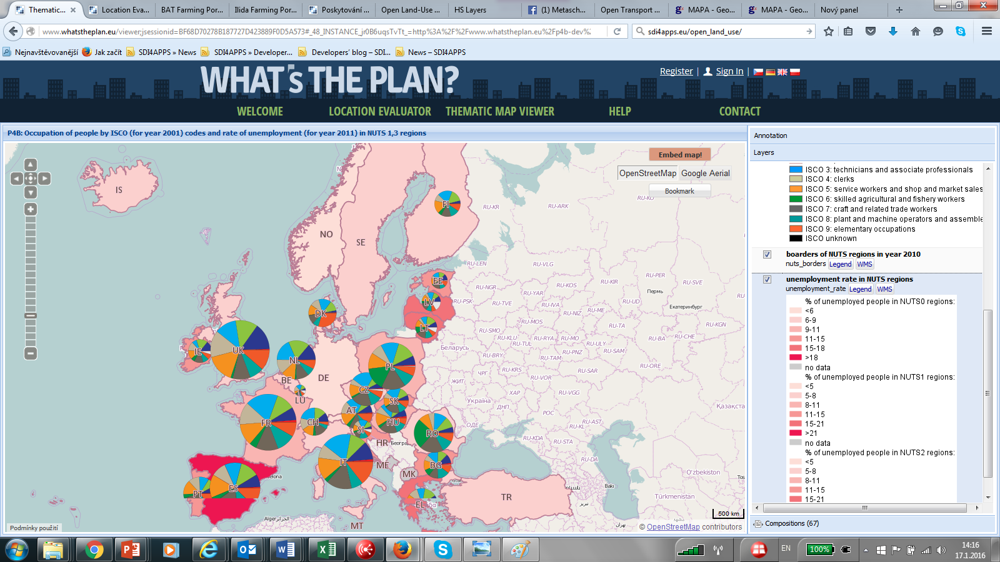 Thematic...
Location Eva...
BAT Farming Por...
Ilida Farming Por...
Poskytování ...
Open Land-Use ...
HS Layers
(1) Metasch...
Open Transport ...
MAPA - Geo...
MAPA - Geo...
Nový panel
www.whatstheplan.eu/viewer;jsessionid=BF68D70278B187727D423889F0D5A573#_48_INSTANCE_jr0B6uqsTvTt_=http%3A%2F%2Fwww.whatstheplan.eu%2Fp4b-dev%2
sdi4apps.eu/open_land_use/
Nejnavštěvovanější
Jak začít
SDI4APPS » News
SDI4APPS » Developer...
Developers' blog – SDI...
News – SDI4APPS
WHAT's THE PLAN?
Register | Sign In |
WELCOME
LOCATION EVALUATOR
THEMATIC MAP VIEWER
HELP
CONTACT
P4B: Occupation of people by ISCO (for year 2001) codes and rate of unemployment (for year 2011) in NUTS 1,3 regions
Embed map!
OpenStreetMap
Google Aerial
Bookmark
IS
NO
SE
FI
EE
LV
LT
DK
IE
UK
NL
BE
DE
LU
PL
CZ
SK
AT
HU
FR
CH
SI
RO
HR
IT
ME
MK
BG
PT
ES
EL
TR
MT
RU-KR
RU-ARK
RU-KO
RU-LEN
RU-VLG
RU-PER
RU-NGR
RU-KOS
RU-KIR
RU-SVE
RU-PSK
RU-TVE
RU-YAR
RU-IVA
RU-NIZ
RU-ME
RU-UD
Пермь
Екатеринбург
RU-SMO
RU-MOS
RU-TA
RU-KGN
RU-KLU
RU-RYA
RU-MO
RU-BA
RU-CHE
RU-TUL
RU-ULY
RU-BRY
RU-TAM
RU-PNZ
RU-SAM
RU-ORE
RU-KRS
RU-SAR
RU-VOR
RU-VGG
RU-ROS
RU-AST
RU-KL
RU-STA
RU-KDA
RU-DA
Беларусь
ЖИТ
ЧРГ
ХАР
Україна
ДНП
РОС
ОДЕ
Београ
Қазақста
O'zbekiston
Türkmenistan
Bakı
Tos
تبريز
تهران
elona
Alger
500 km
© OpenStreetMap contributors
Podmínky použití
Annotation
Layers
ISCO 3: technicians and associate professionals
ISCO 4: clerks
ISCO 5: service workers and shop and market sales
ISCO 6: skilled agricultural and fishery workers
ISCO 7: craft and related trade workers
ISCO 8: plant and machine operators and assemble
ISCO 9: elementary occupations
ISCO unknown
boarders of NUTS regions in year 2010
nuts_borders Legend WMS
unemployment rate in NUTS regions
unemployment_rate Legend WMS
% of unemployed people in NUTS0 regions:
<6
6-9
9-11
11-15
15-18
>18
no data
% of unemployed people in NUTS1 regions:
<5
5-8
8-11
11-15
15-21
>21
no data
% of unemployed people in NUTS2 regions:
<5
5-8
8-11
11-15
15-21
Compositions (67)
EN
100%
14:16
17.1.2016